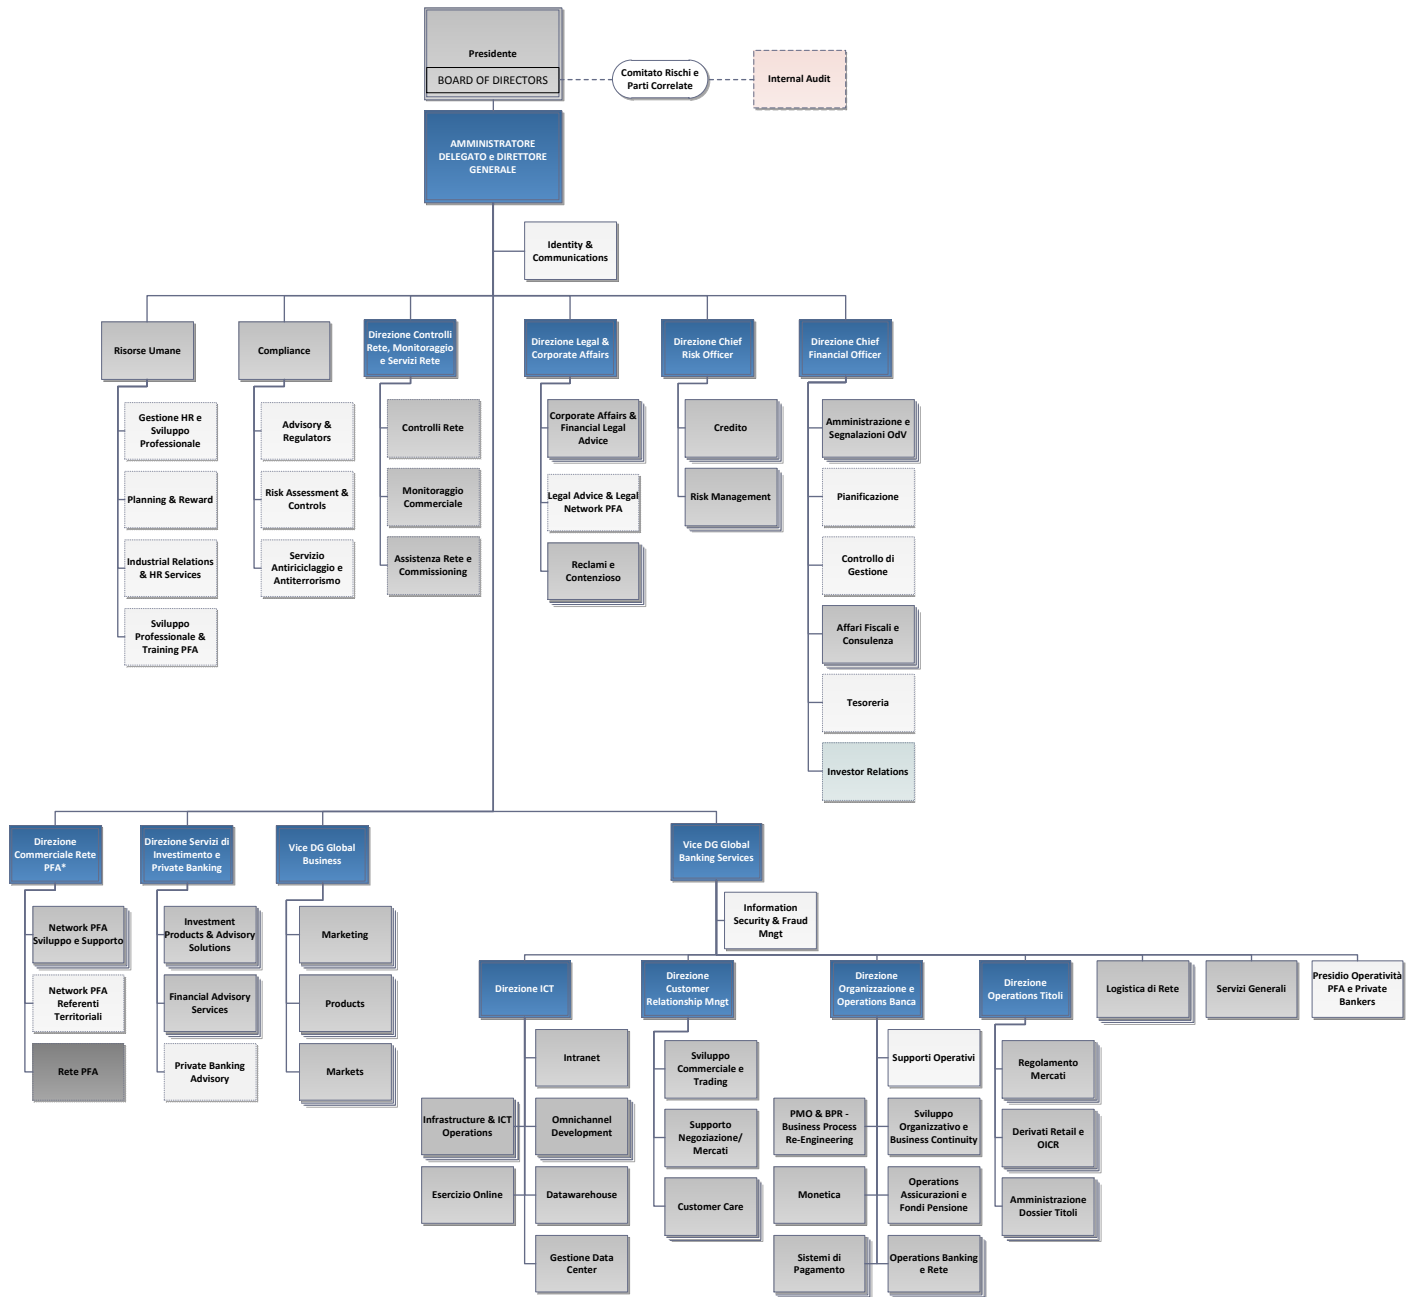 Presidente
BOARD OF DIRECTORS
Comitato Rischi e
Parti Correlate
Internal Audit
AMMINISTRATORE
DELEGATO e DIRETTORE
GENERALE
Identity &
Communications
Risorse Umane
Compliance
Direzione Controlli
Rete, Monitoraggio
e Servizi Rete
Direzione Legal &
Corporate Affairs
Direzione Chief
Risk Officer
Direzione Chief
Financial Officer
Gestione HR e
Sviluppo
Professionale
Planning & Reward
Industrial Relations
& HR Services
Sviluppo
Professionale &
Training PFA
Advisory &
Regulators
Risk Assessment &
Controls
Servizio
Antiriciclaggio e
Antiterrorismo
Controlli Rete
Monitoraggio
Commerciale
Assistenza Rete e
Commissioning
Corporate Affairs &
Financial Legal
Advice
Legal Advice & Legal
Network PFA
Reclami e
Contenzioso
Credito
Risk Management
Amministrazione e
Segnalazioni OdV
Pianificazione
Controllo di
Gestione
Affari Fiscali e
Consulenza
Tesoreria
Investor Relations
Direzione
Commerciale Rete
PFA*
Direzione Servizi di
Investimento e
Private Banking
Vice DG Global
Business
Vice DG Global
Banking Services
Network PFA
Sviluppo e Supporto
Network PFA
Referenti
Territoriali
Rete PFA
Investment
Products & Advisory
Solutions
Financial Advisory
Services
Private Banking
Advisory
Marketing
Products
Markets
Information
Security & Fraud
Mngt
Direzione ICT
Direzione
Customer
Relationship Mngt
Direzione
Organizzazione e
Operations Banca
Direzione
Operations Titoli
Logistica di Rete
Servizi Generali
Presidio Operatività
PFA e Private
Bankers
Intranet
Infrastructure & ICT
Operations
Omnichannel
Development
Esercizio Online
Datawarehouse
Gestione Data
Center
Sviluppo
Commerciale e
Trading
Supporto
Negoziazione/
Mercati
Customer Care
Supporti Operativi
PMO & BPR -
Business Process
Re-Engineering
Sviluppo
Organizzativo e
Business Continuity
Monetica
Operations
Assicurazioni e
Fondi Pensione
Sistemi di
Pagamento
Operations Banking
e Rete
Regolamento
Mercati
Derivati Retail e
OICR
Amministrazione
Dossier Titoli